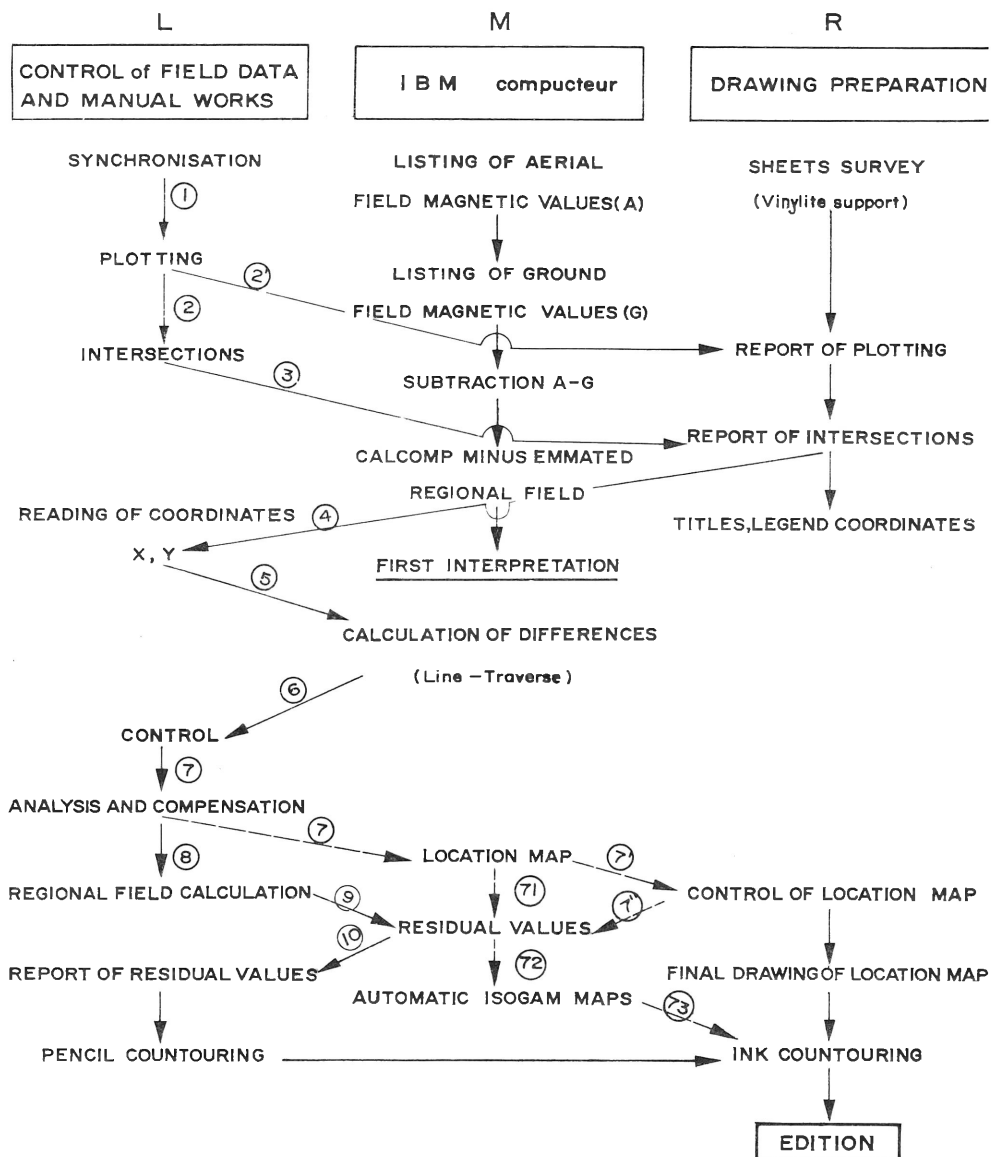 L M R
CONTROL of FIELD DATA
AND MANUAL WORKS
IBM compucteur
DRAWING PREPARATION
SYNCHRONISATION
LISTING OF AERIAL
SHEETS SURVEY
1
FIELD MAGNETIC VALUES(A)
(Vinylite support)
PLOTTING
2'
LISTING OF GROUND
2
FIELD MAGNETIC VALUES (G)
INTERSECTIONS
REPORT OF PLOTTING
3
SUBTRACTION A-G
REPORT OF INTERSECTIONS
CALCOMP MINUS EMMATED
REGIONAL FIELD
READING OF COORDINATES
4
TITLES,LEGEND COORDINATES
X, Y
FIRST INTERPRETATION
5
CALCULATION OF DIFFERENCES
(Line-Traverse)
6
CONTROL
7
ANALYSIS AND COMPENSATION
7
8
LOCATION MAP
7'
REGIONAL FIELD CALCULATION
9
71
CONTROL OF LOCATION MAP
7"
RESIDUAL VALUES
10
72
REPORT OF RESIDUAL VALUES
FINAL DRAWING OF LOCATION MAP
AUTOMATIC ISOGAM MAPS
73
PENCIL COUNTOURING
INK COUNTOURING
EDITION